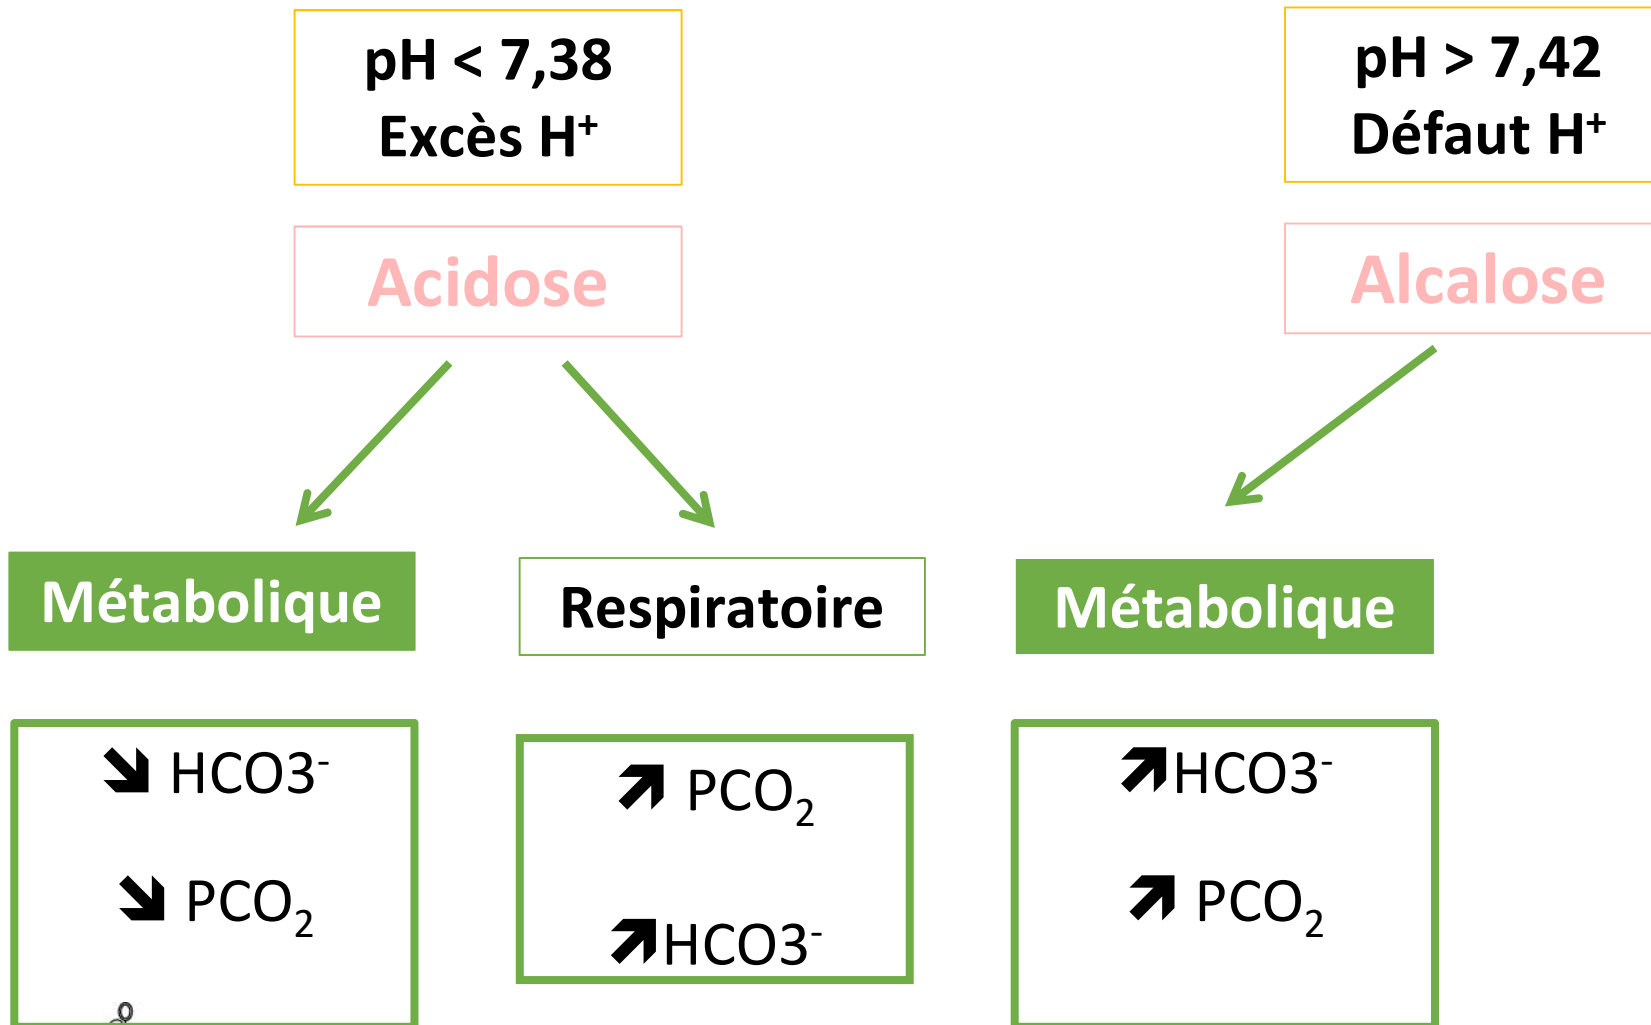 pH < 7,38
Excès H⁺
pH > 7,42
Défaut H⁺
Acidose
Alcalose
Métabolique
Respiratoire
Métabolique
🡮 HCO3⁻
🡮 PCO₂
🡭 PCO₂
🡭HCO3⁻
🡭HCO3⁻
🡭 PCO₂